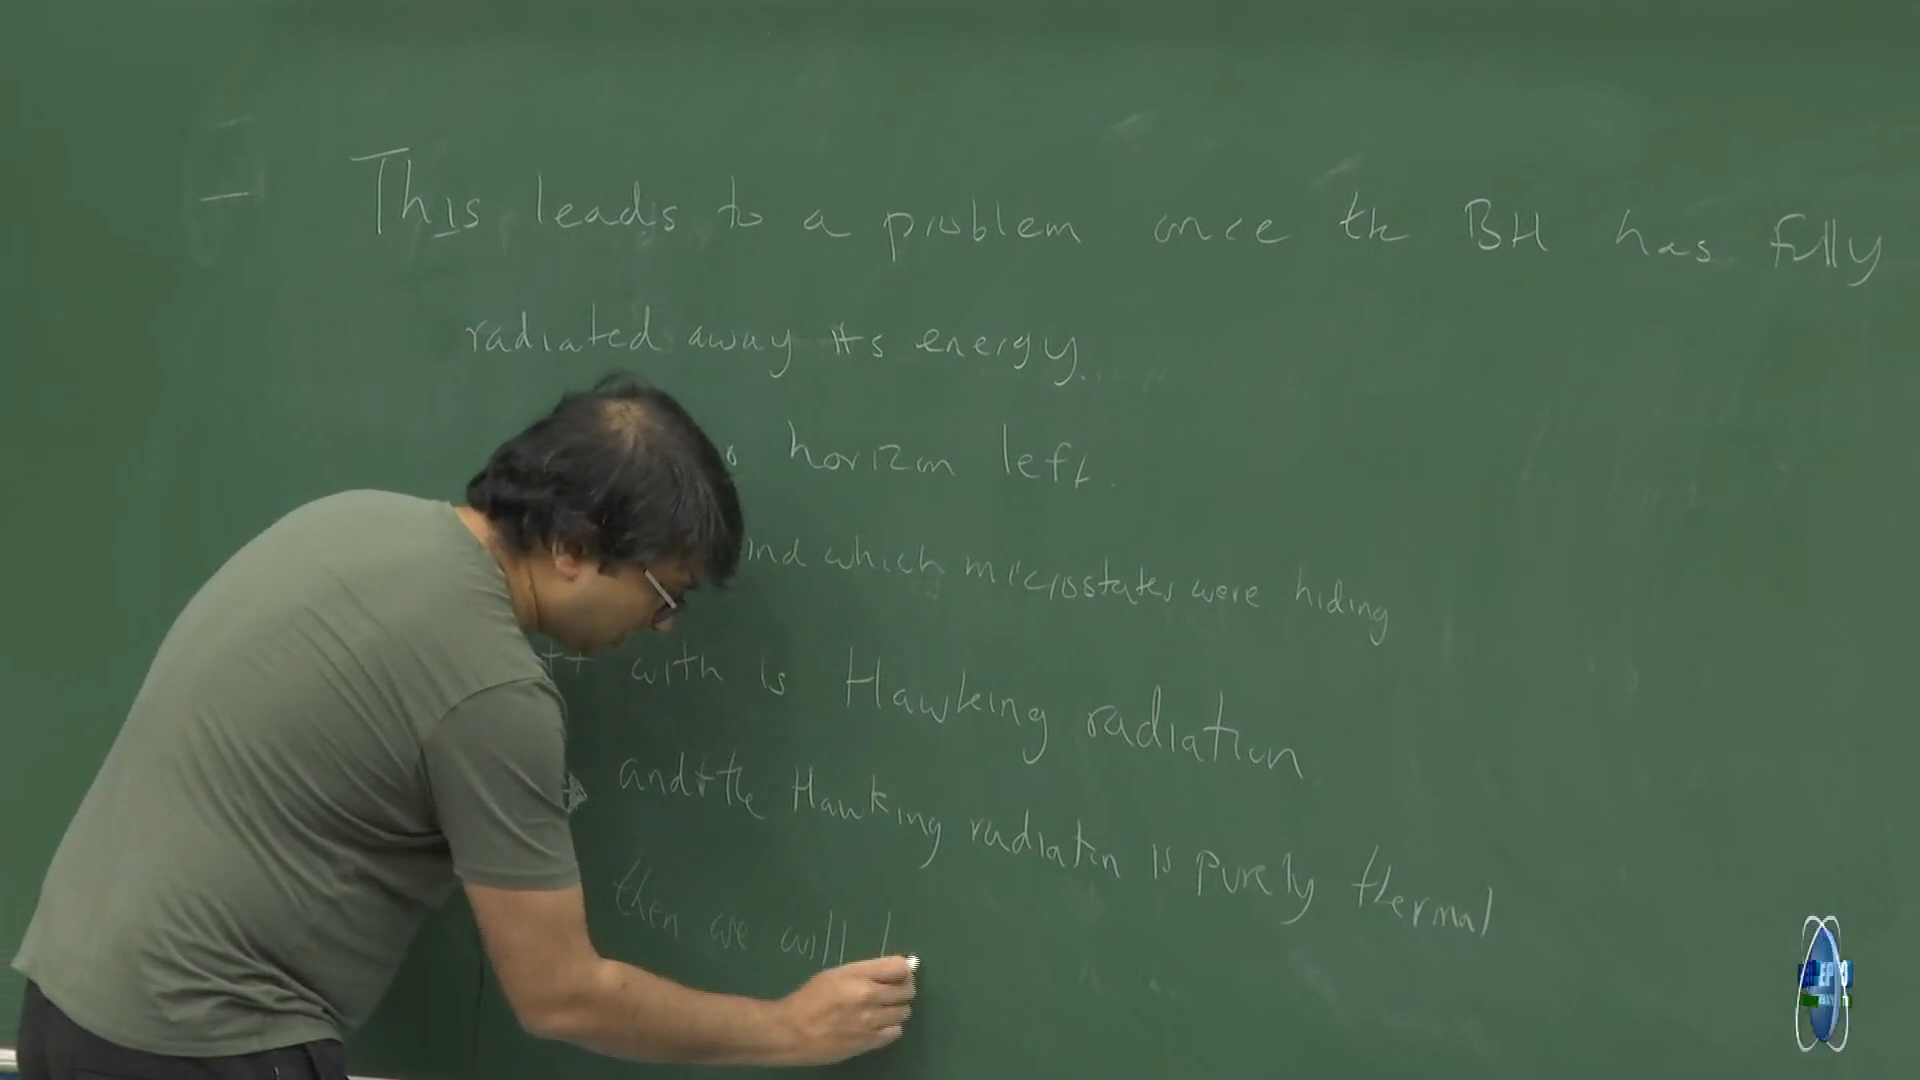 — This leads to a problem once the BH has fully
radiated away its energy.
horizon left.
which microstates were hiding
with is Hawking radiation
and the Hawking radiation is purely thermal
then we will